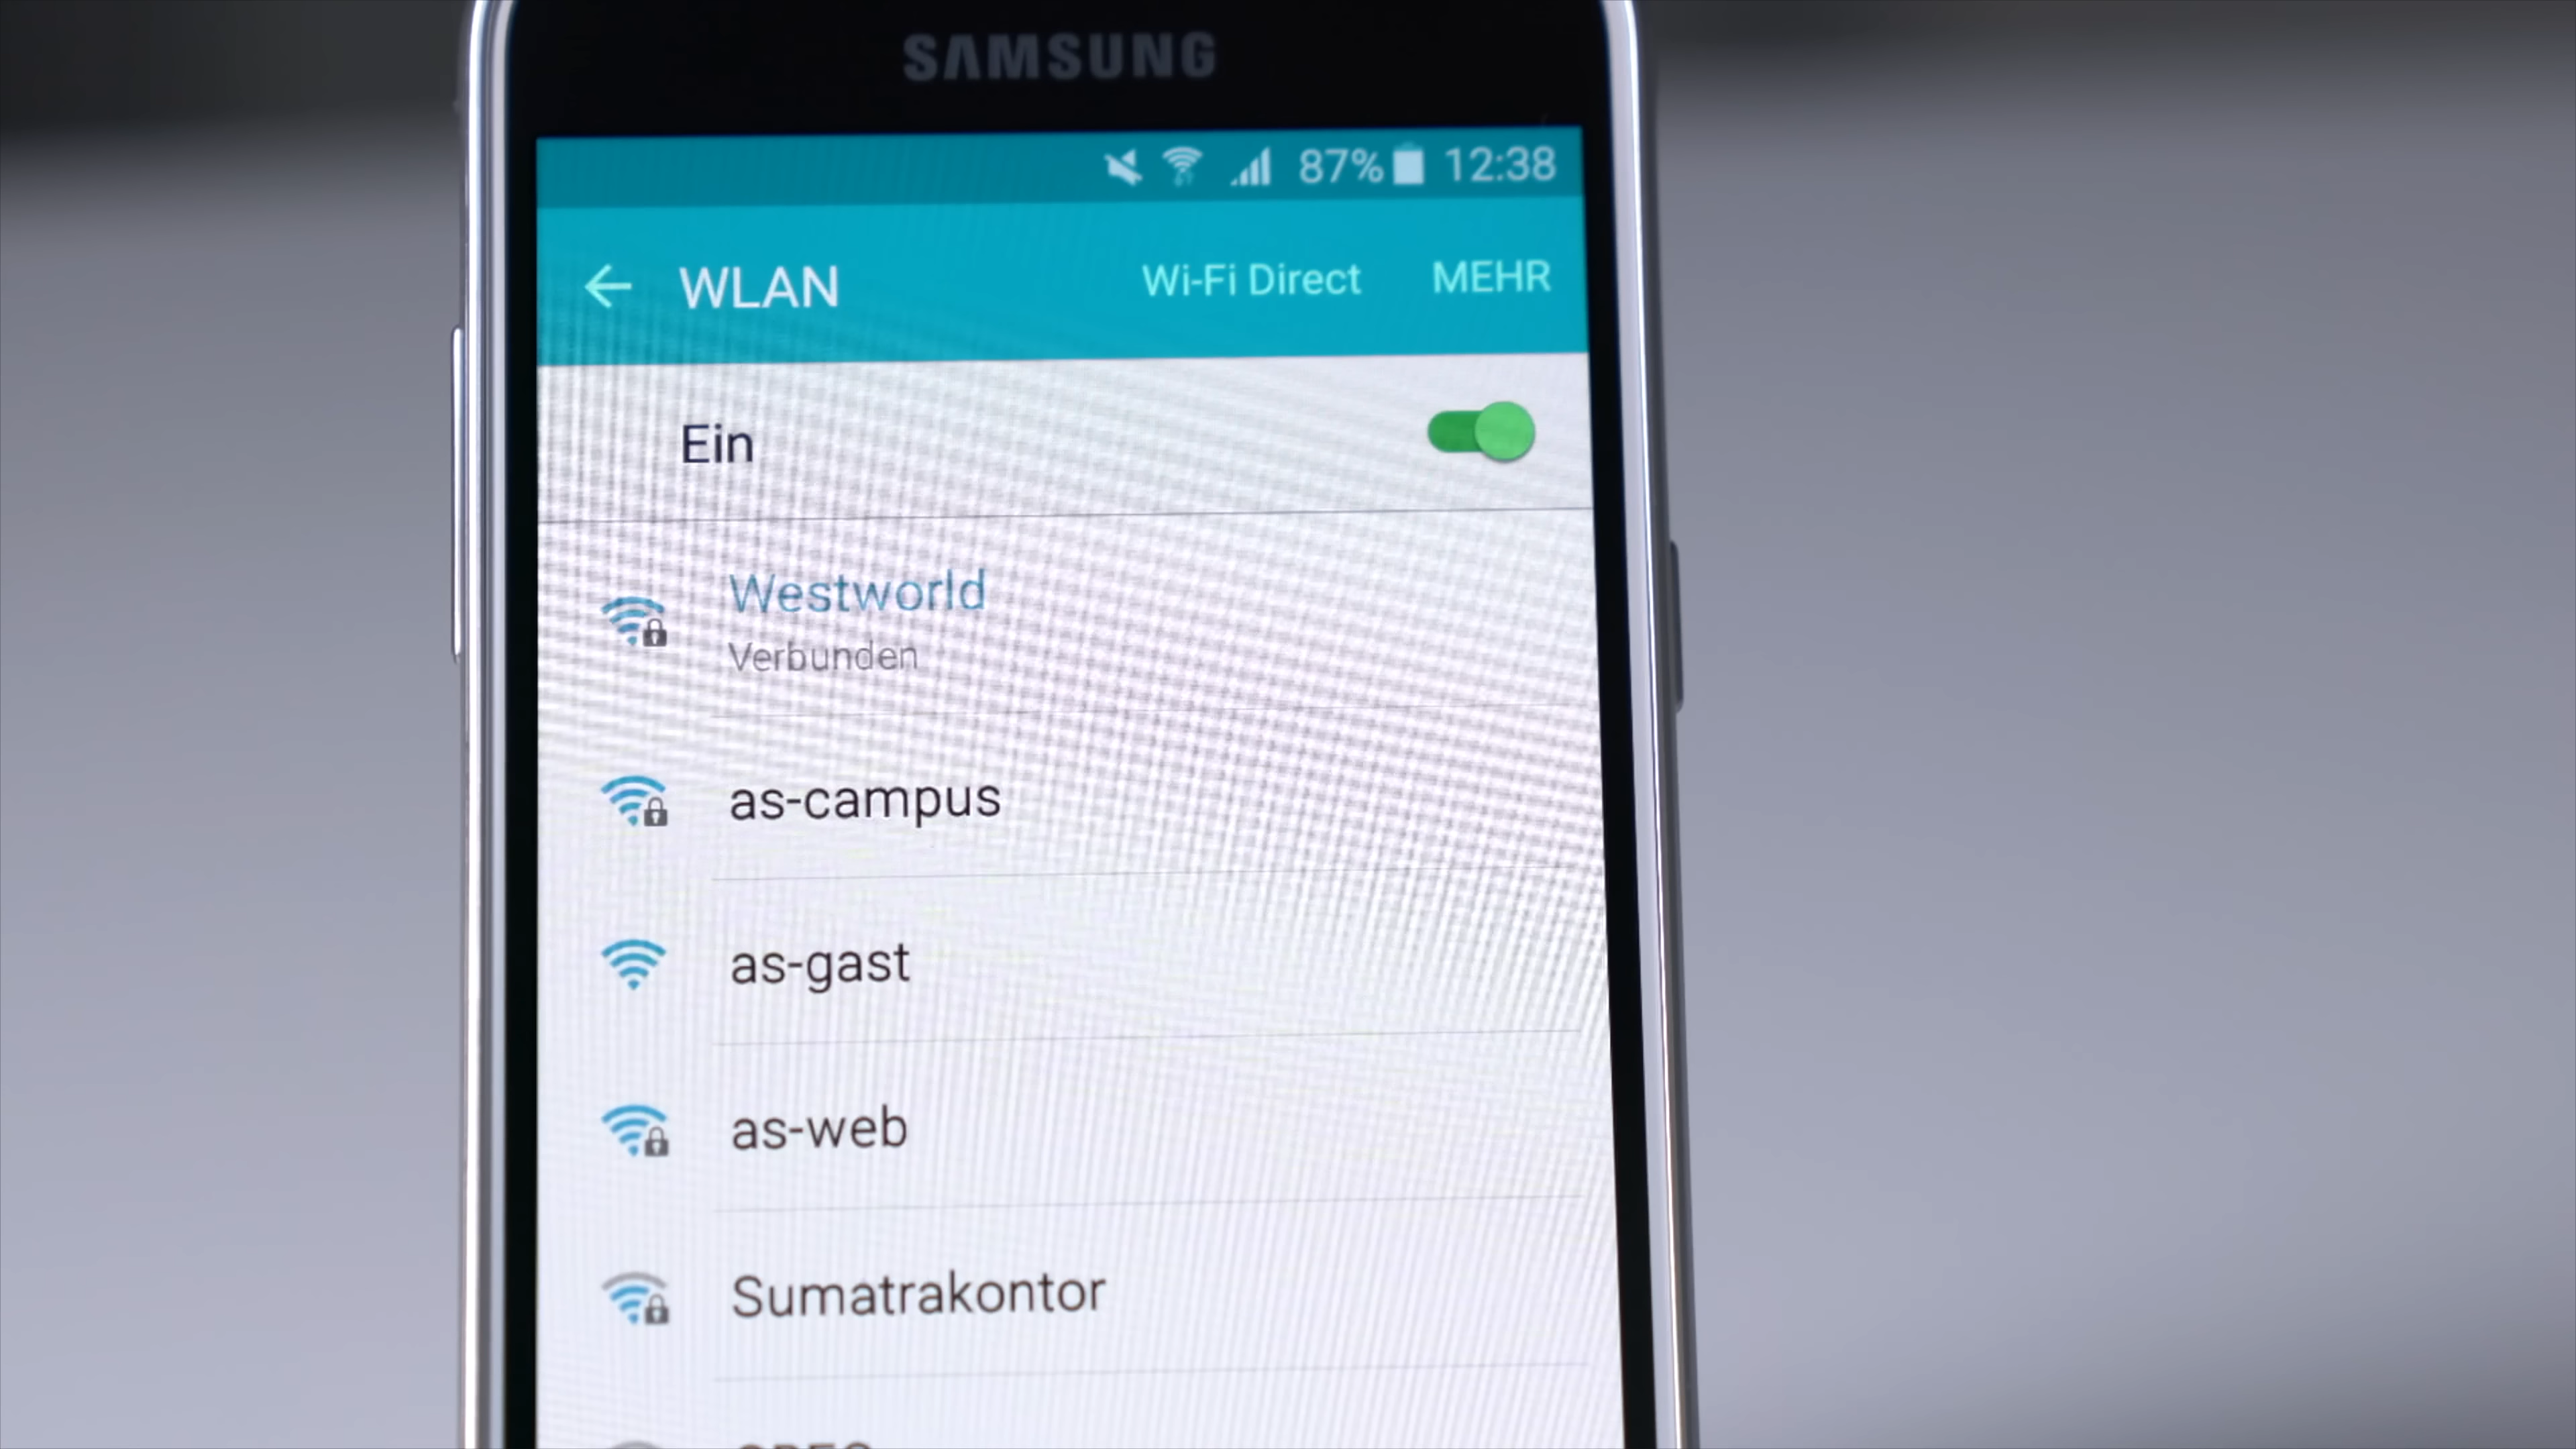 SAMSUNG
87% 12:38
WLAN Wi-Fi Direct MEHR
Ein
Westworld
Verbunden
as-campus
as-gast
as-web
Sumatrakontor